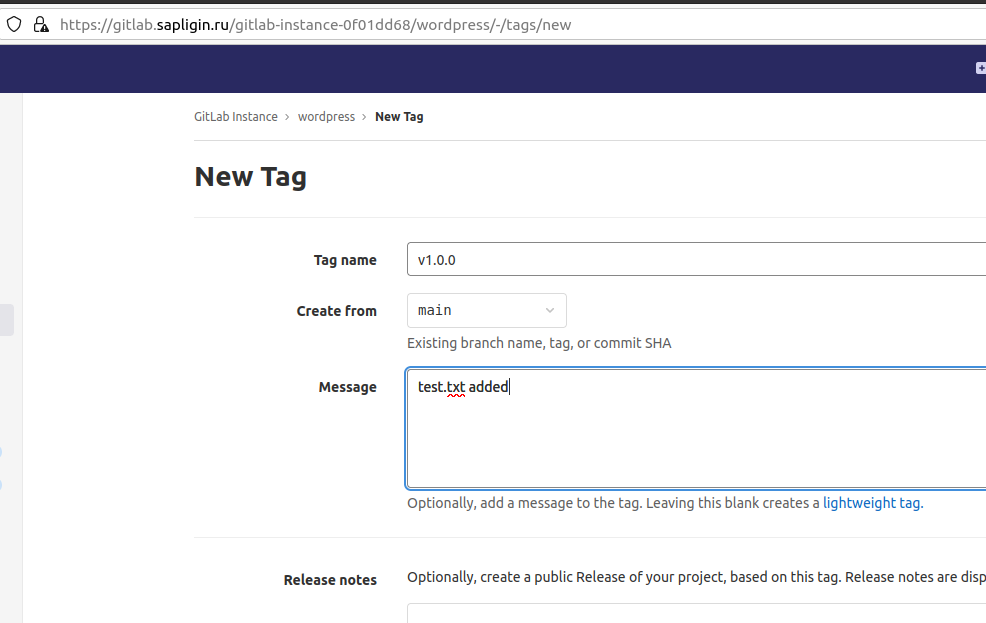 https://gitlab.sapligin.ru/gitlab-instance-0f01dd68/wordpress/-/tags/new
GitLab Instance › wordpress › New Tag
New Tag
Tag name v1.0.0
Create from main
Existing branch name, tag, or commit SHA
Message test.txt added
Optionally, add a message to the tag. Leaving this blank creates a lightweight tag.
Release notes Optionally, create a public Release of your project, based on this tag. Release notes are disp